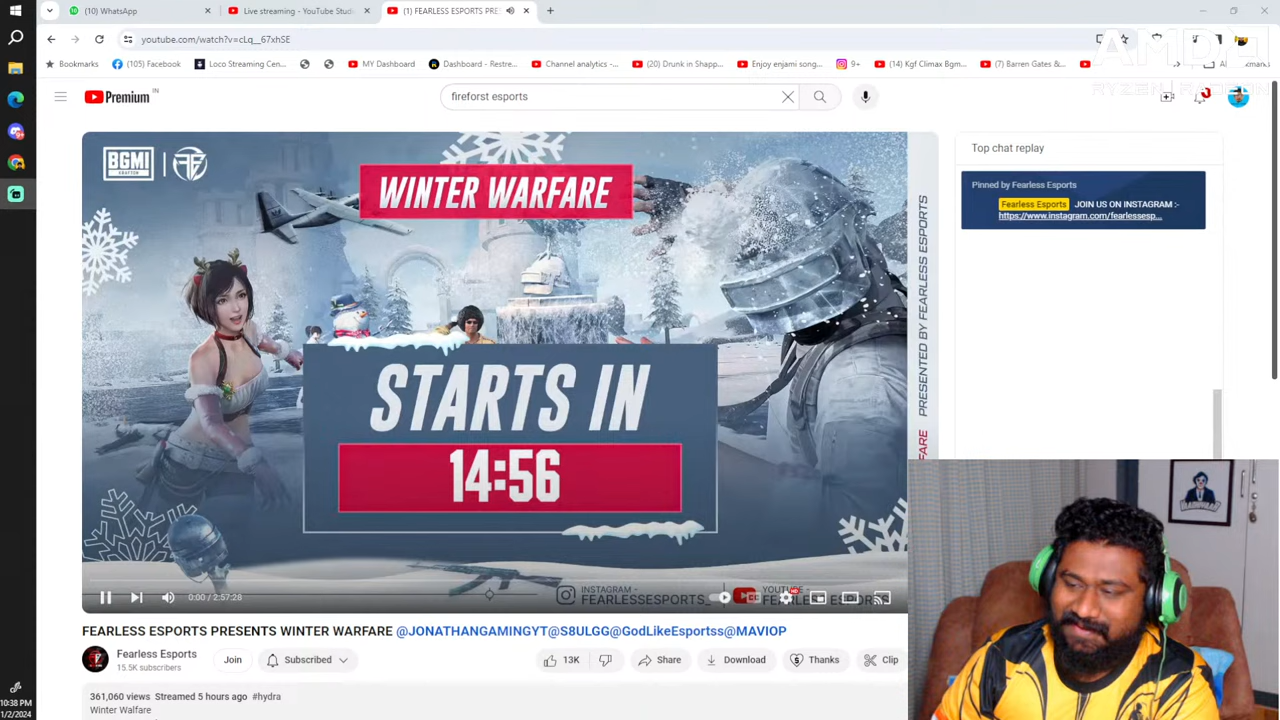 (10) WhatsApp
Live streaming - YouTube Studi
(1) FEARLESS ESPORTS PRE
youtube.com/watch?v=cLq__67xhSE
Bookmarks
(105) Facebook
Loco Streaming Cen...
MY Dashboard
Dashboard - Restre...
Channel analytics -...
(20) Drunk in Shapp...
Enjoy enjami song...
9+
(14) Kgf Climax Bgm...
(7) Barren Gates &...
AMD
RYZEN | RADEON
Premium IN
fireforst esports
Top chat replay
Pinned by Fearless Esports
Fearless Esports JOIN US ON INSTAGRAM :-
https://www.instagram.com/fearlessesp...
BGMI
WINTER WARFARE
STARTS IN
14:56
PRESENTED BY FEARLESS ESPORTS
INSTAGRAM -
FEARLESSESPORTS_
0:00 / 2:57:28
FEARLESS ESPORTS PRESENTS WINTER WARFARE @JONATHANGAMINGYT@S8ULGG@GodLikeEsportss@MAVIOP
Fearless Esports
15.5K subscribers
Join
Subscribed
13K
Share
Download
Thanks
Clip
361,060 views Streamed 5 hours ago #hydra
Winter Warfare
10:38 PM
1/2/2024